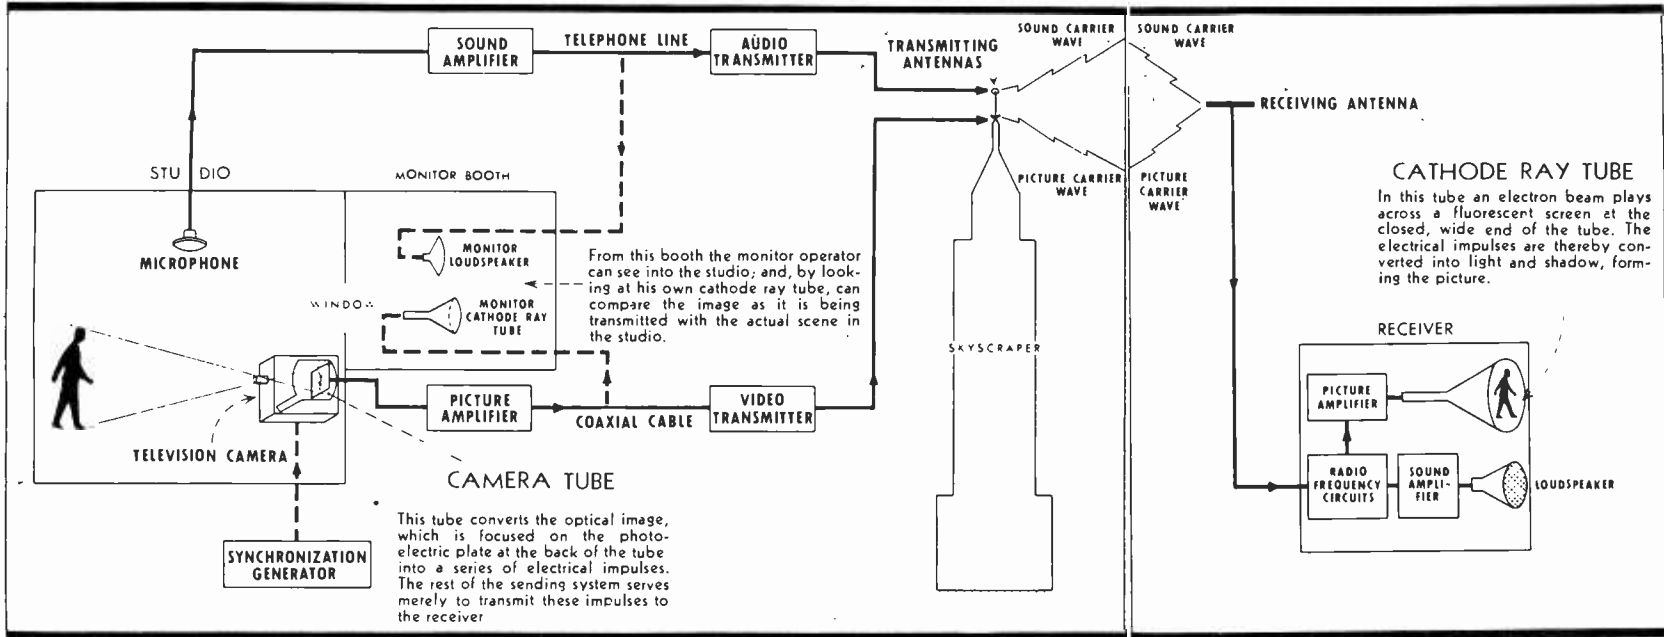 SOUND
AMPLIFIER
TELEPHONE LINE
AUDIO
TRANSMITTER
TRANSMITTING
ANTENNAS
SOUND CARRIER
WAVE
SOUND CARRIER
WAVE
RECEIVING ANTENNA
STUDIO
MONITOR BOOTH
MICROPHONE
MONITOR
LOUDSPEAKER
WINDOW
MONITOR
CATHODE RAY
TUBE
From this booth the monitor operator
can see into the studio; and, by look-
ing at his own cathode ray tube, can
compare the image as it is being
transmitted with the actual scene in
the studio.
PICTURE CARRIER
WAVE
PICTURE
CARRIER
WAVE
CATHODE RAY TUBE
In this tube an electron beam plays
across a fluorescent screen at the
closed, wide end of the tube. The
electrical impulses are thereby con-
verted into light and shadow, form-
ing the picture.
SKYSCRAPER
TELEVISION CAMERA
PICTURE
AMPLIFIER
COAXIAL CABLE
VIDEO
TRANSMITTER
CAMERA TUBE
This tube converts the optical image,
which is focused on the photo-
electric plate at the back of the tube
into a series of electrical impulses.
The rest of the sending system serves
merely to transmit these impulses to
the receiver
SYNCHRONIZATION
GENERATOR
RECEIVER
PICTURE
AMPLIFIER
RADIO
FREQUENCY
CIRCUITS
SOUND
AMPLI-
FIER
LOUDSPEAKER